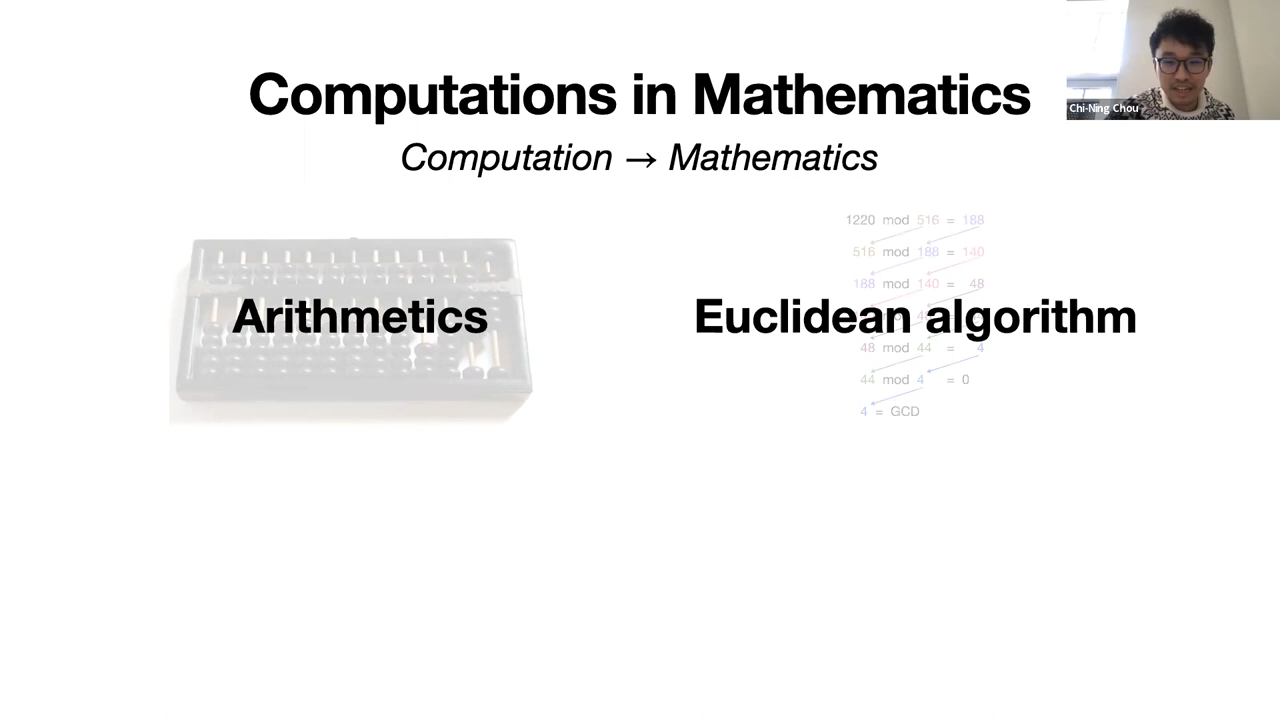 Computations in Mathematics
Chi-Ning Chou
Computation → Mathematics
Arithmetics
1220 mod 516 = 188
516 mod 188 = 140
188 mod 140 = 48
Euclidean algorithm
48 mod 44 = 4
44 mod 4 = 0
4 = GCD